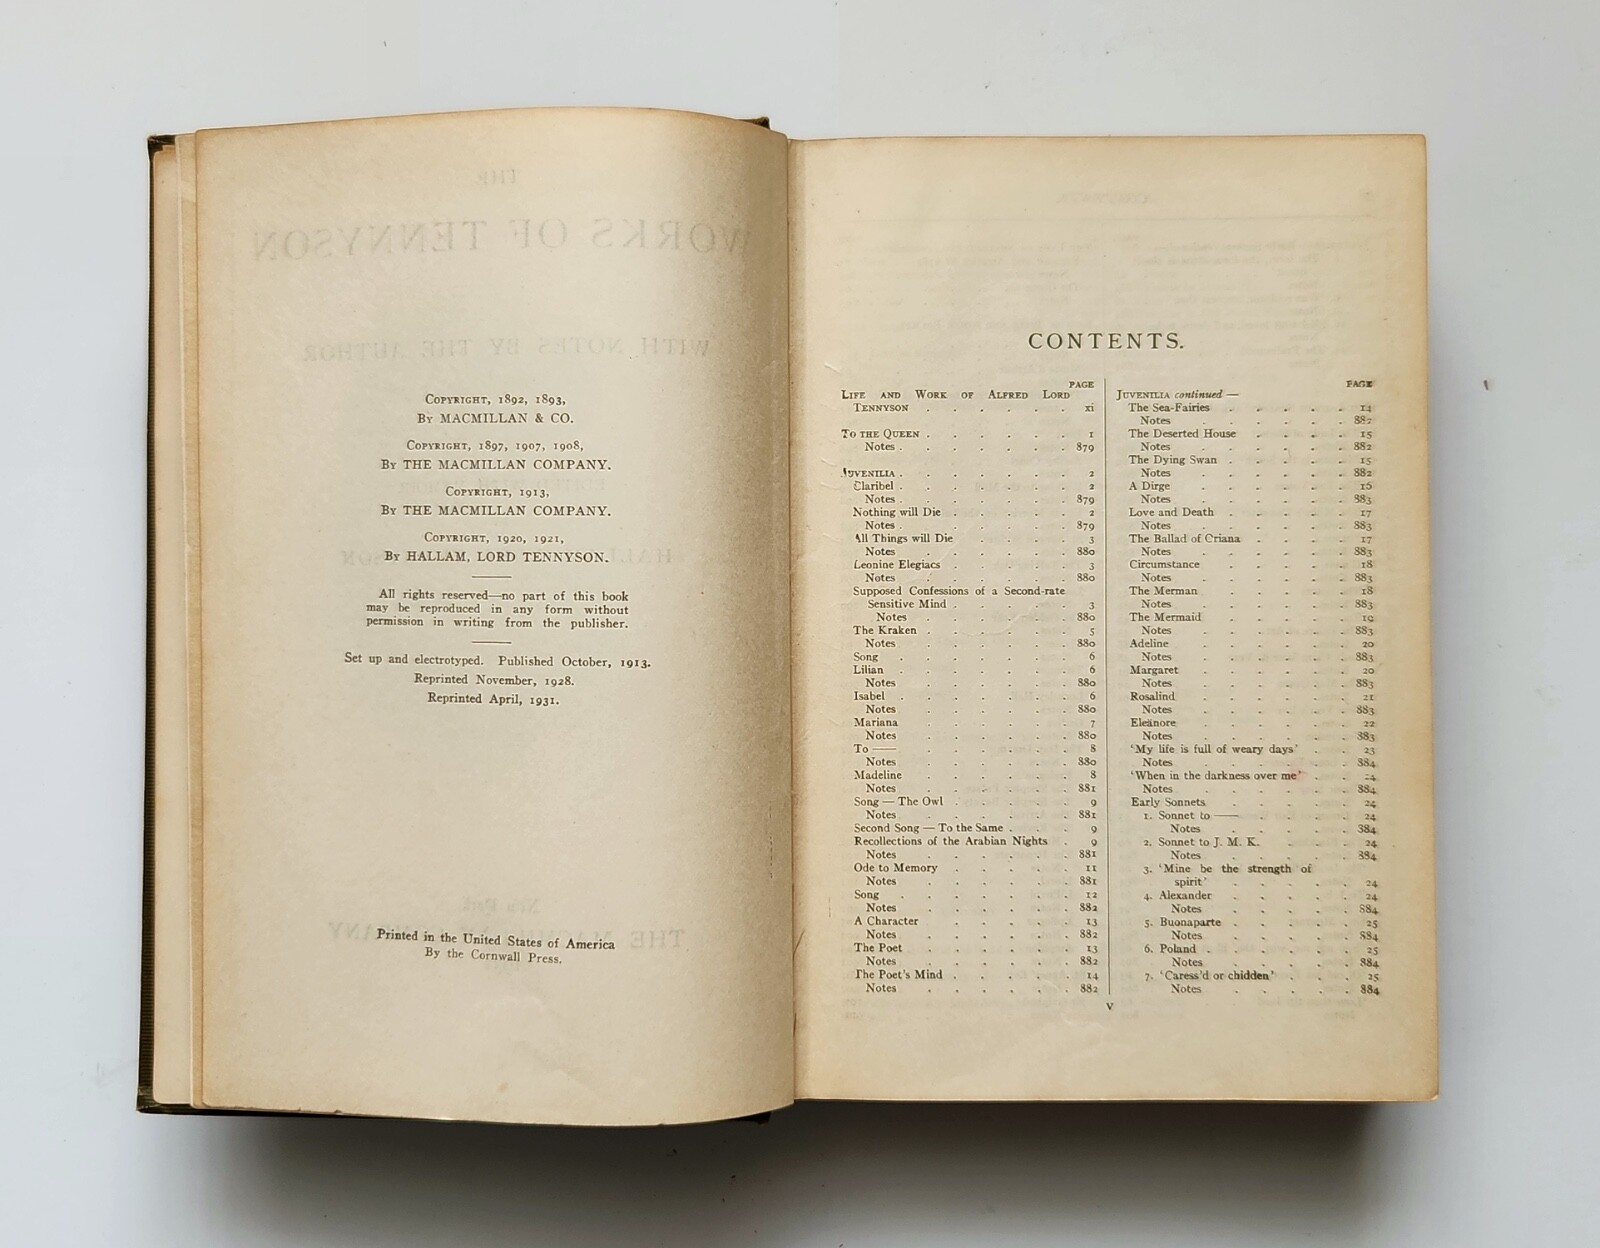 THE
WORKS OF TENNYSON
WITH NOTES BY THE AUTHOR
COPYRIGHT, 1892, 1893,
BY MACMILLAN & CO.
COPYRIGHT, 1897, 1907, 1908,
BY THE MACMILLAN COMPANY.
COPYRIGHT, 1913,
BY THE MACMILLAN COMPANY.
COPYRIGHT, 1920, 1921,
BY HALLAM, LORD TENNYSON.
All rights reserved—no part of this book
may be reproduced in any form without
permission in writing from the publisher.
Set up and electrotyped. Published October, 1913.
Reprinted November, 1928.
Reprinted April, 1931.
Printed in the United States of America
By the Cornwall Press.
CONTENTS.
PAGE
LIFE AND WORK OF ALFRED LORD
TENNYSON . . . . . . xi
TO THE QUEEN . . . . . . 1
Notes . . . . . . . 879
JUVENILIA . . . . . . . 2
Claribel . . . . . . . 2
Notes . . . . . . . 879
Nothing will Die . . . . . 2
Notes . . . . . . 879
All Things will Die . . . . 3
Notes . . . . . . 880
Leonine Elegiacs . . . . . 3
Notes . . . . . . 880
Supposed Confessions of a Second-rate
Sensitive Mind . . . . . 3
Notes . . . . . . 880
The Kraken . . . . . . 5
Notes . . . . . . 880
Song . . . . . . . 6
Lilian . . . . . . 6
Notes . . . . . . 880
Isabel . . . . . . . 6
Notes . . . . . . 880
Mariana . . . . . . 7
Notes . . . . . . 880
To —— . . . . . . 8
Notes . . . . . . 880
Madeline . . . . . . 8
Notes . . . . . . 881
Song — The Owl . . . . . 9
Notes . . . . . . 881
Second Song — To the Same . . . 9
Recollections of the Arabian Nights . 9
Notes . . . . . . 881
Ode to Memory . . . . . 11
Notes . . . . . . 881
Song . . . . . . . 12
Notes . . . . . . 882
A Character . . . . . . 13
Notes . . . . . . 882
The Poet . . . . . . 13
Notes . . . . . . 882
The Poet's Mind . . . . . 14
Notes . . . . . . 882
PAGE
JUVENILIA continued —
The Sea-Fairies . . . . . 14
Notes . . . . . . 882
The Deserted House . . . . 15
Notes . . . . . . 882
The Dying Swan . . . . . 15
Notes . . . . . . 882
A Dirge . . . . . . 16
Notes . . . . . . 883
Love and Death . . . . . 17
Notes . . . . . . 883
The Ballad of Criana . . . . 17
Notes . . . . . . 883
Circumstance . . . . . 18
Notes . . . . . . 883
The Merman . . . . . 18
Notes . . . . . . 883
The Mermaid . . . . . 19
Notes . . . . . . 883
Adeline . . . . . . 20
Notes . . . . . . 883
Margaret . . . . . . 20
Notes . . . . . . 883
Rosalind . . . . . . 21
Notes . . . . . . 883
Eleänore . . . . . . 22
Notes . . . . . . 883
'My life is full of weary days' . . 23
Notes . . . . . . 884
'When in the darkness over me' . . 24
Notes . . . . . . 884
Early Sonnets . . . . . 24
1. Sonnet to —— . . . . 24
Notes . . . . . 884
2. Sonnet to J. M. K. . . . 24
Notes . . . . . 884
3. 'Mine be the strength of
spirit' . . . . . 24
4. Alexander . . . . . 24
Notes . . . . . 884
5. Buonaparte . . . . . 25
Notes . . . . . 884
6. Poland . . . . . . 25
Notes . . . . . 884
7. 'Caress'd or chidden' . . . 25
Notes . . . . . 884
v